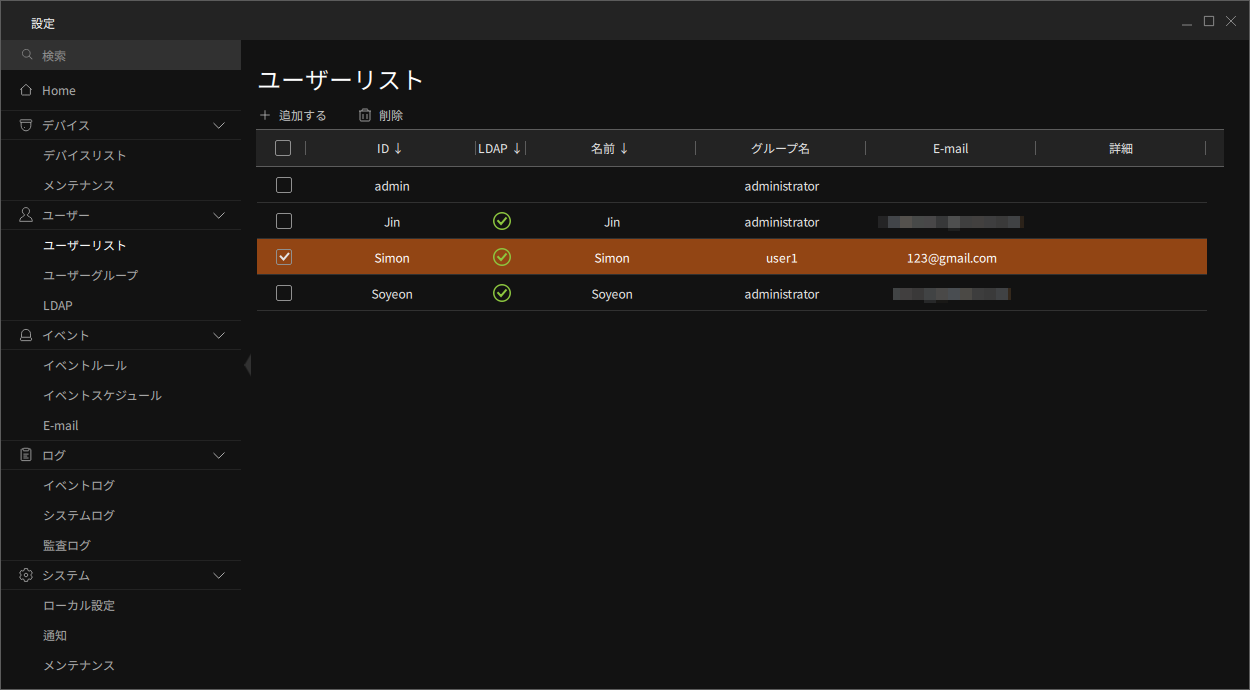 設定
検索
Home
デバイス
デバイスリスト
メンテナンス
ユーザー
ユーザーリスト
ユーザーグループ
LDAP
イベント
イベントルール
イベントスケジュール
E-mail
ログ
イベントログ
システムログ
監査ログ
システム
ローカル設定
通知
メンテナンス
ユーザーリスト
+ 追加する 削除
ID ↓ LDAP ↓ 名前 ↓ グループ名 E-mail 詳細
admin administrator
Jin Jin administrator
Simon Simon user1 123@gmail.com
Soyeon Soyeon administrator